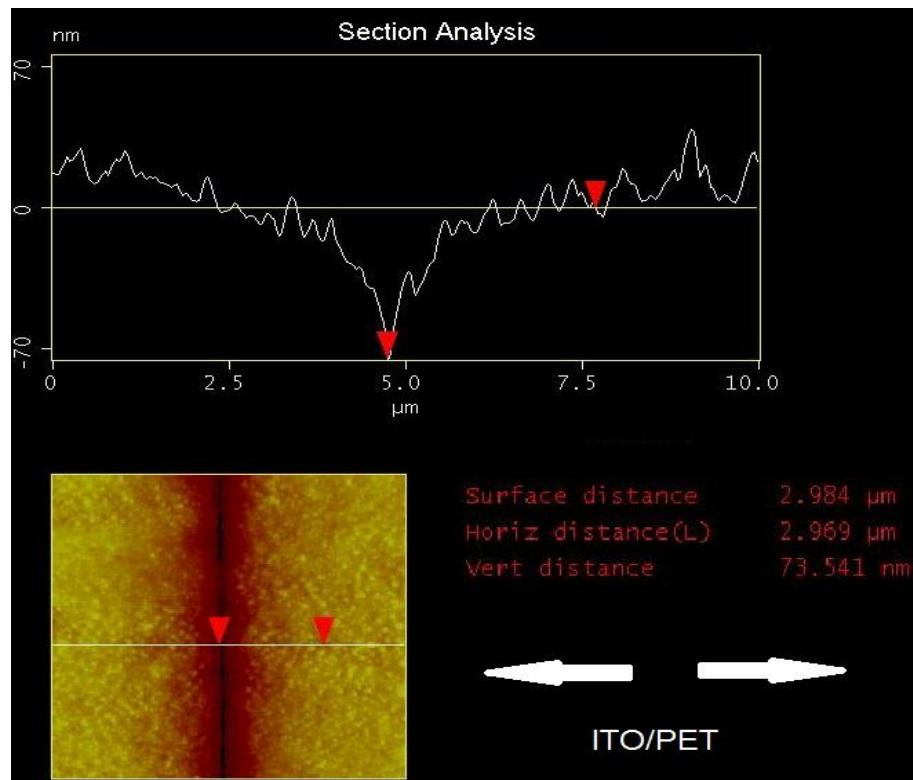 Section Analysis
nm
70
0
-70
0 2.5 5.0 7.5 10.0
µm
Surface distance 2.984 µm
Horiz distance(L) 2.969 µm
Vert distance 73.541 nm
ITO/PET